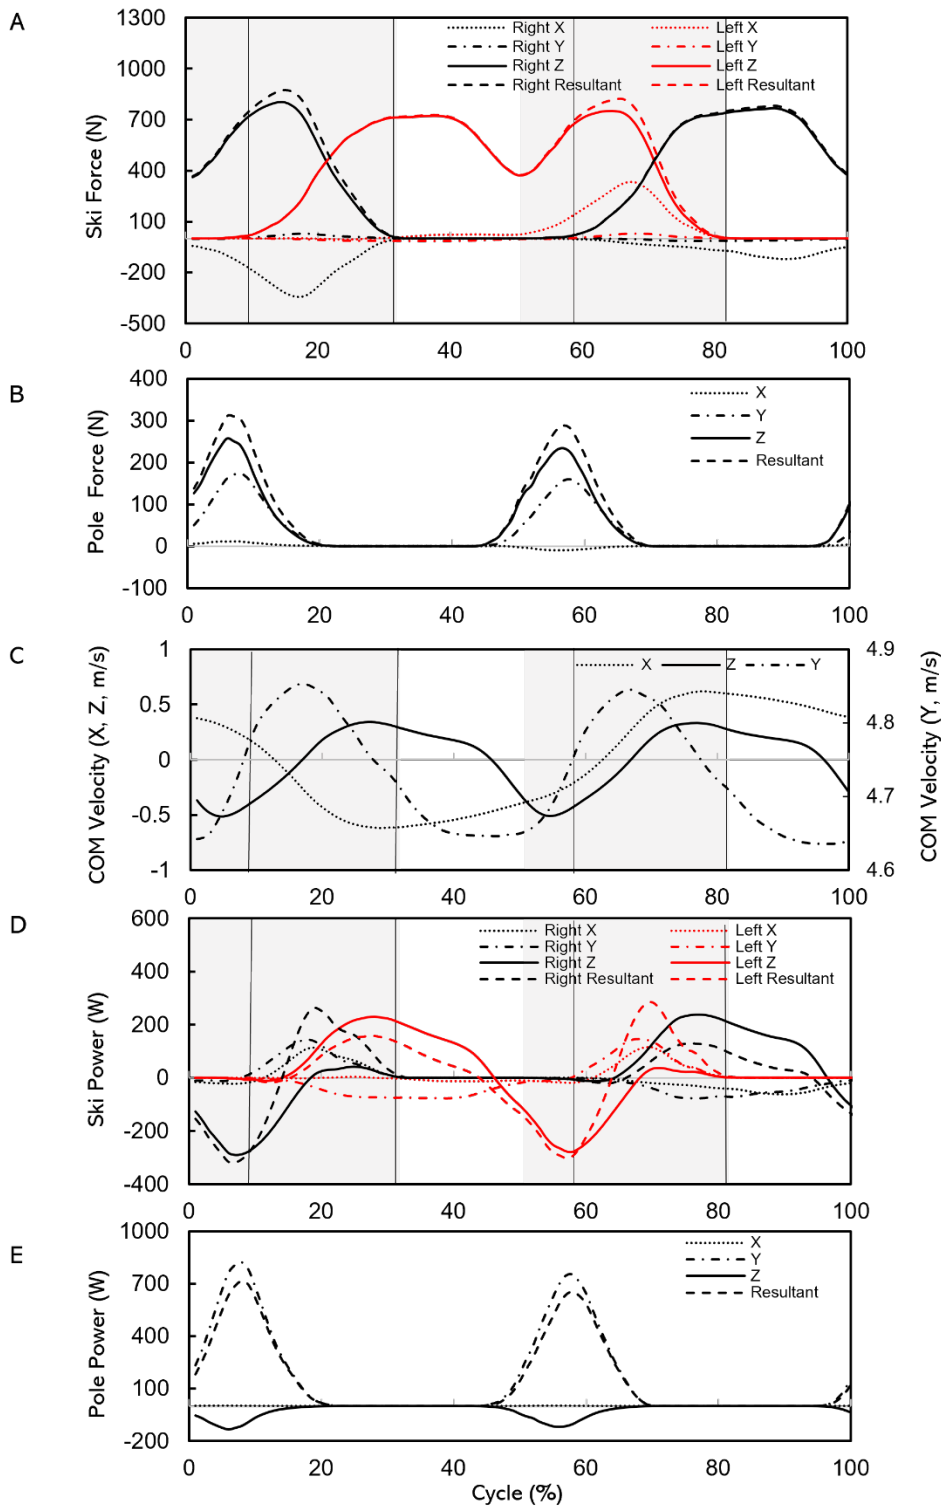 A
Ski Force (N)
1300
1000
700
400
100
-200
-500
Right X
Right Y
Right Z
Right Resultant
Left X
Left Y
Left Z
Left Resultant
0 20 40 60 80 100
B
Pole Force (N)
400
300
200
100
0
-100
X
Y
Z
Resultant
0 20 40 60 80 100
C
COM Velocity (X, Z, m/s)
1
0.5
0
-0.5
-1
X Z Y
4.9
4.8
4.7
4.6
COM Velocity (Y, m/s)
0 20 40 60 80 100
D
Ski Power (W)
600
400
200
0
-200
-400
Right X
Right Y
Right Z
Right Resultant
Left X
Left Y
Left Z
Left Resultant
0 20 40 60 80 100
E
Pole Power (W)
1000
700
400
100
-200
X
Y
Z
Resultant
0 20 40 60 80 100
Cycle (%)